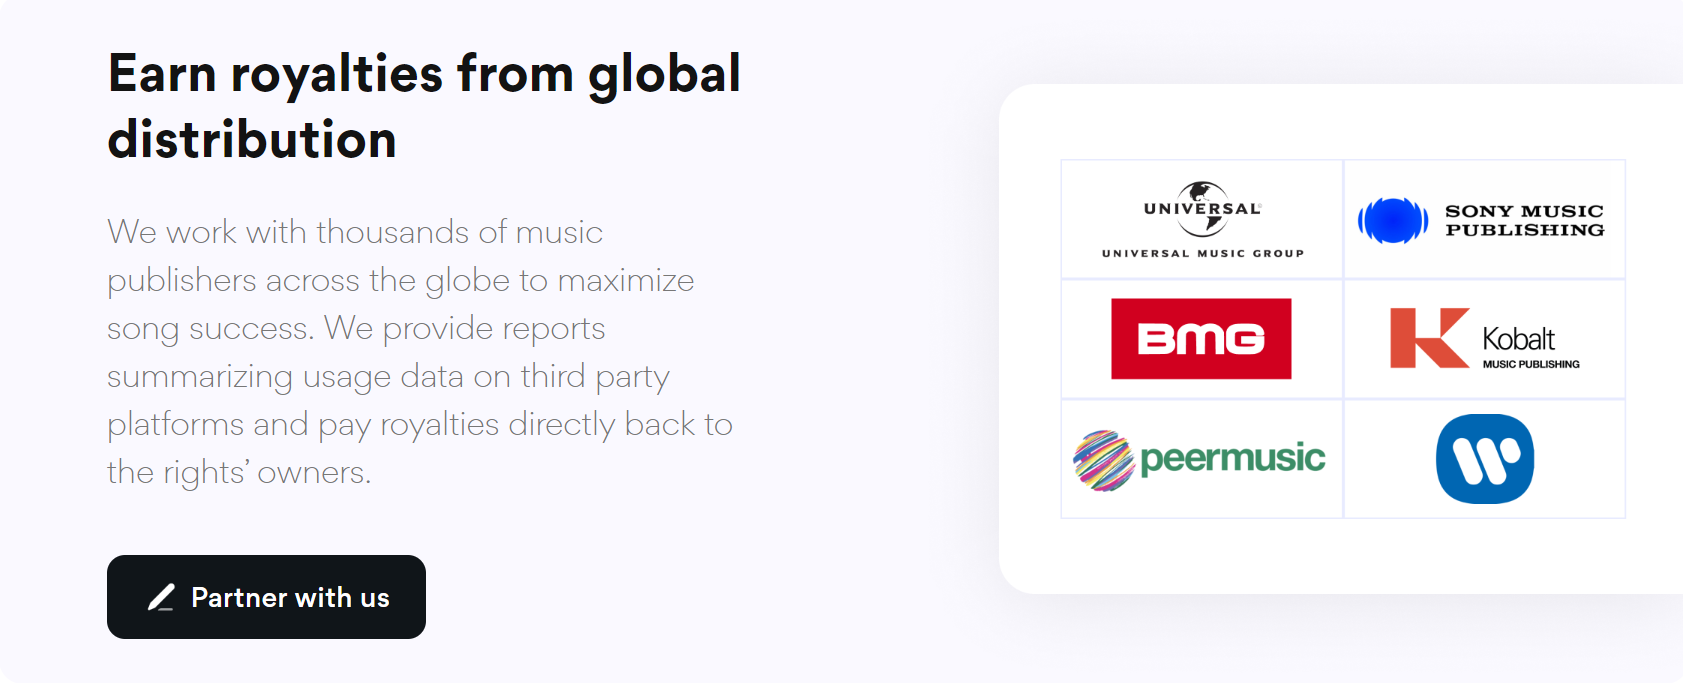 Earn royalties from global
distribution
We work with thousands of music
publishers across the globe to maximize
song success. We provide reports
summarizing usage data on third party
platforms and pay royalties directly back to
the rights’ owners.
Partner with us
UNIVERSAL
UNIVERSAL MUSIC GROUP
SONY MUSIC
PUBLISHING
BMG
Kobalt
MUSIC PUBLISHING
peermusic